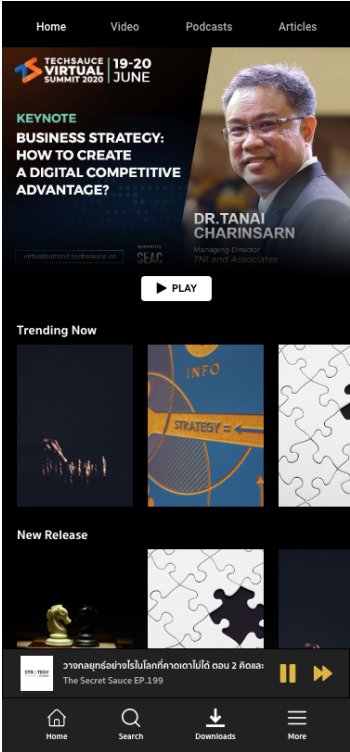 Home Video Podcasts Articles
TECHSAUCE
VIRTUAL
SUMMIT 2020
19-20
JUNE
KEYNOTE
BUSINESS STRATEGY:
HOW TO CREATE
A DIGITAL COMPETITIVE
ADVANTAGE?
DR.TANAI
CHARINSARN
Managing Director
TNI and Associates
virtualsummit.techsauce.co
sponsored by
SEAC
PLAY
Trending Now
INFO
STRATEGY =
New Release
STRATEGY
วางกลยุทธ์อย่างไรในโลกที่คาดเดาไม่ได้ ตอน 2 คิดและ
The Secret Sauce EP.199
Home Search Downloads More